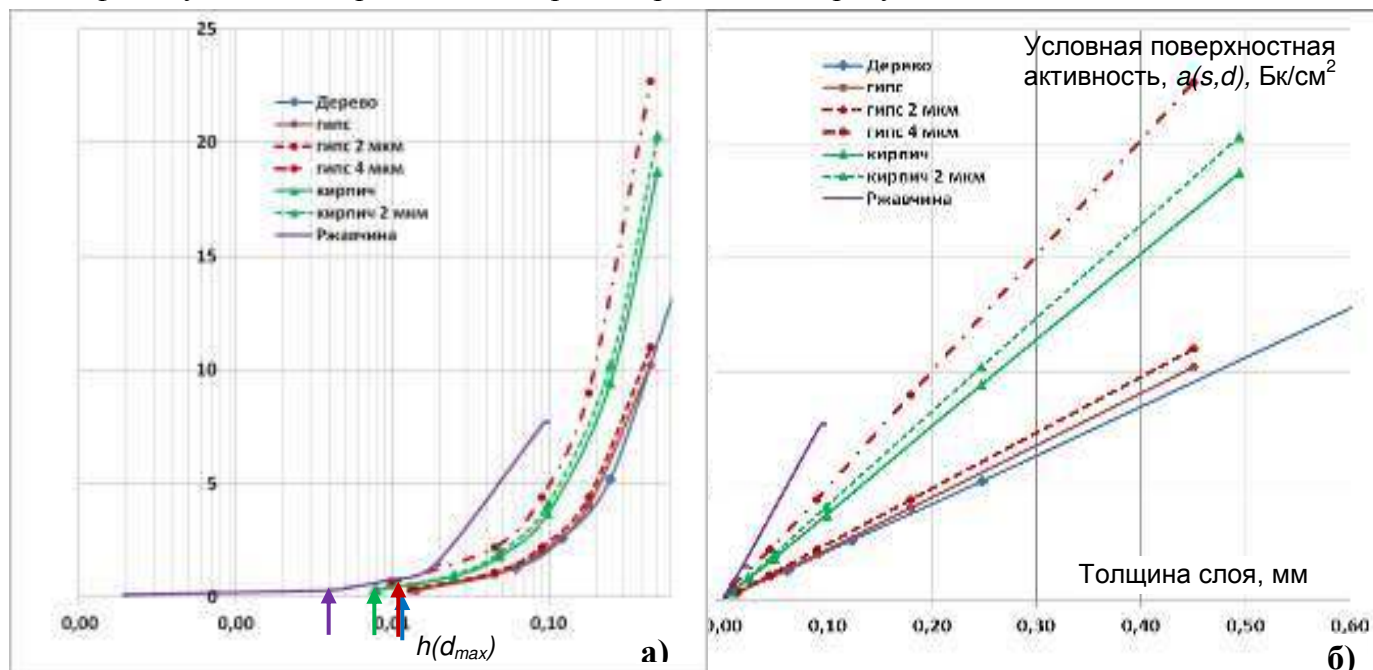 25
20
15
10
5
0
0,00
0,00
0,01
0,10
Дерево
гипс
гипс 2 мкм
гипс 4 мкм
кирпич
кирпич 2 мкм
Ржавчина
h(dmax)
а)
Условная поверхностная
активность, a(s,d), Бк/см²
Дерево
гипс
гипс 2 мкм
гипс 4 мкм
кирпич
кирпич 2 мкм
Ржавчина
Толщина слоя, мм
0,00
0,10
0,20
0,30
0,40
0,50
0,60
б)